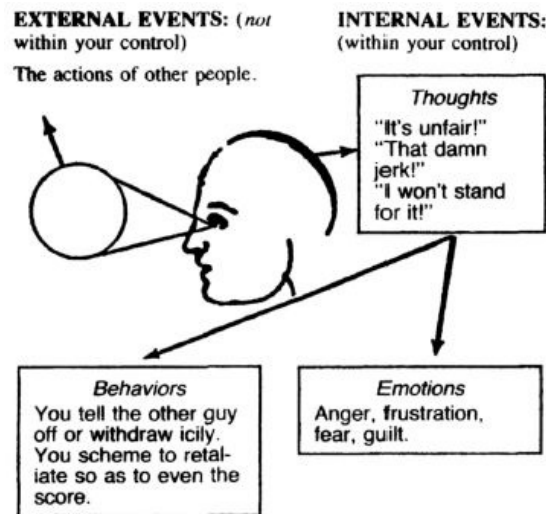 EXTERNAL EVENTS: (not
within your control)
The actions of other people.
INTERNAL EVENTS:
(within your control)
Thoughts
"It's unfair!"
"That damn
jerk!"
"I won't stand
for it!"
Behaviors
You tell the other guy
off or withdraw icily.
You scheme to retal-
iate so as to even the
score.
Emotions
Anger, frustration,
fear, guilt.